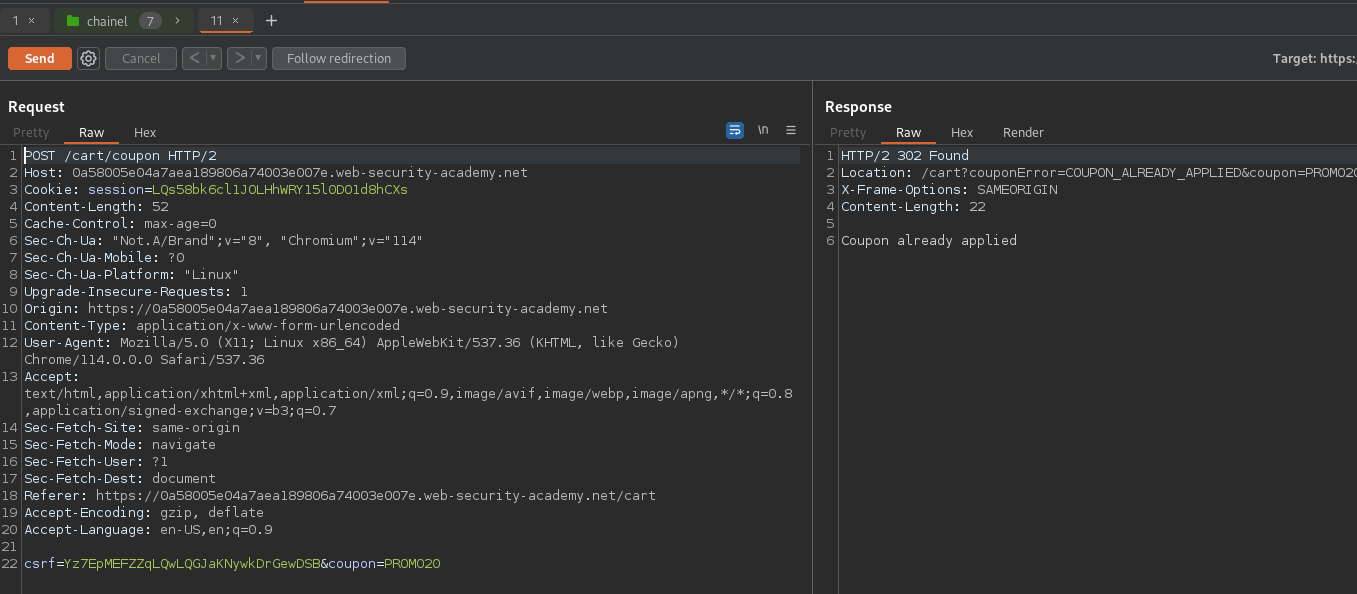 1 × chainel 7 > 11 × +
Send Cancel < > Follow redirection Target: https:/
Request
Pretty Raw Hex \n
1 POST /cart/coupon HTTP/2
2 Host: 0a58005e04a7aea189806a74003e007e.web-security-academy.net
3 Cookie: session=LQs58bk6cl1JOLHhWRY15l0DO1d8hCXs
4 Content-Length: 52
5 Cache-Control: max-age=0
6 Sec-Ch-Ua: "Not.A/Brand";v="8", "Chromium";v="114"
7 Sec-Ch-Ua-Mobile: ?0
8 Sec-Ch-Ua-Platform: "Linux"
9 Upgrade-Insecure-Requests: 1
10 Origin: https://0a58005e04a7aea189806a74003e007e.web-security-academy.net
11 Content-Type: application/x-www-form-urlencoded
12 User-Agent: Mozilla/5.0 (X11; Linux x86_64) AppleWebKit/537.36 (KHTML, like Gecko)
Chrome/114.0.0.0 Safari/537.36
13 Accept:
text/html,application/xhtml+xml,application/xml;q=0.9,image/avif,image/webp,image/apng,*/*;q=0.8
,application/signed-exchange;v=b3;q=0.7
14 Sec-Fetch-Site: same-origin
15 Sec-Fetch-Mode: navigate
16 Sec-Fetch-User: ?1
17 Sec-Fetch-Dest: document
18 Referer: https://0a58005e04a7aea189806a74003e007e.web-security-academy.net/cart
19 Accept-Encoding: gzip, deflate
20 Accept-Language: en-US,en;q=0.9
21
22 csrf=Yz7EpMEFZZqLQwLQGJaKNywkDrGewDSB&coupon=PROMO20
Response
Pretty Raw Hex Render
1 HTTP/2 302 Found
2 Location: /cart?couponError=COUPON_ALREADY_APPLIED&coupon=PROMO20
3 X-Frame-Options: SAMEORIGIN
4 Content-Length: 22
5
6 Coupon already applied